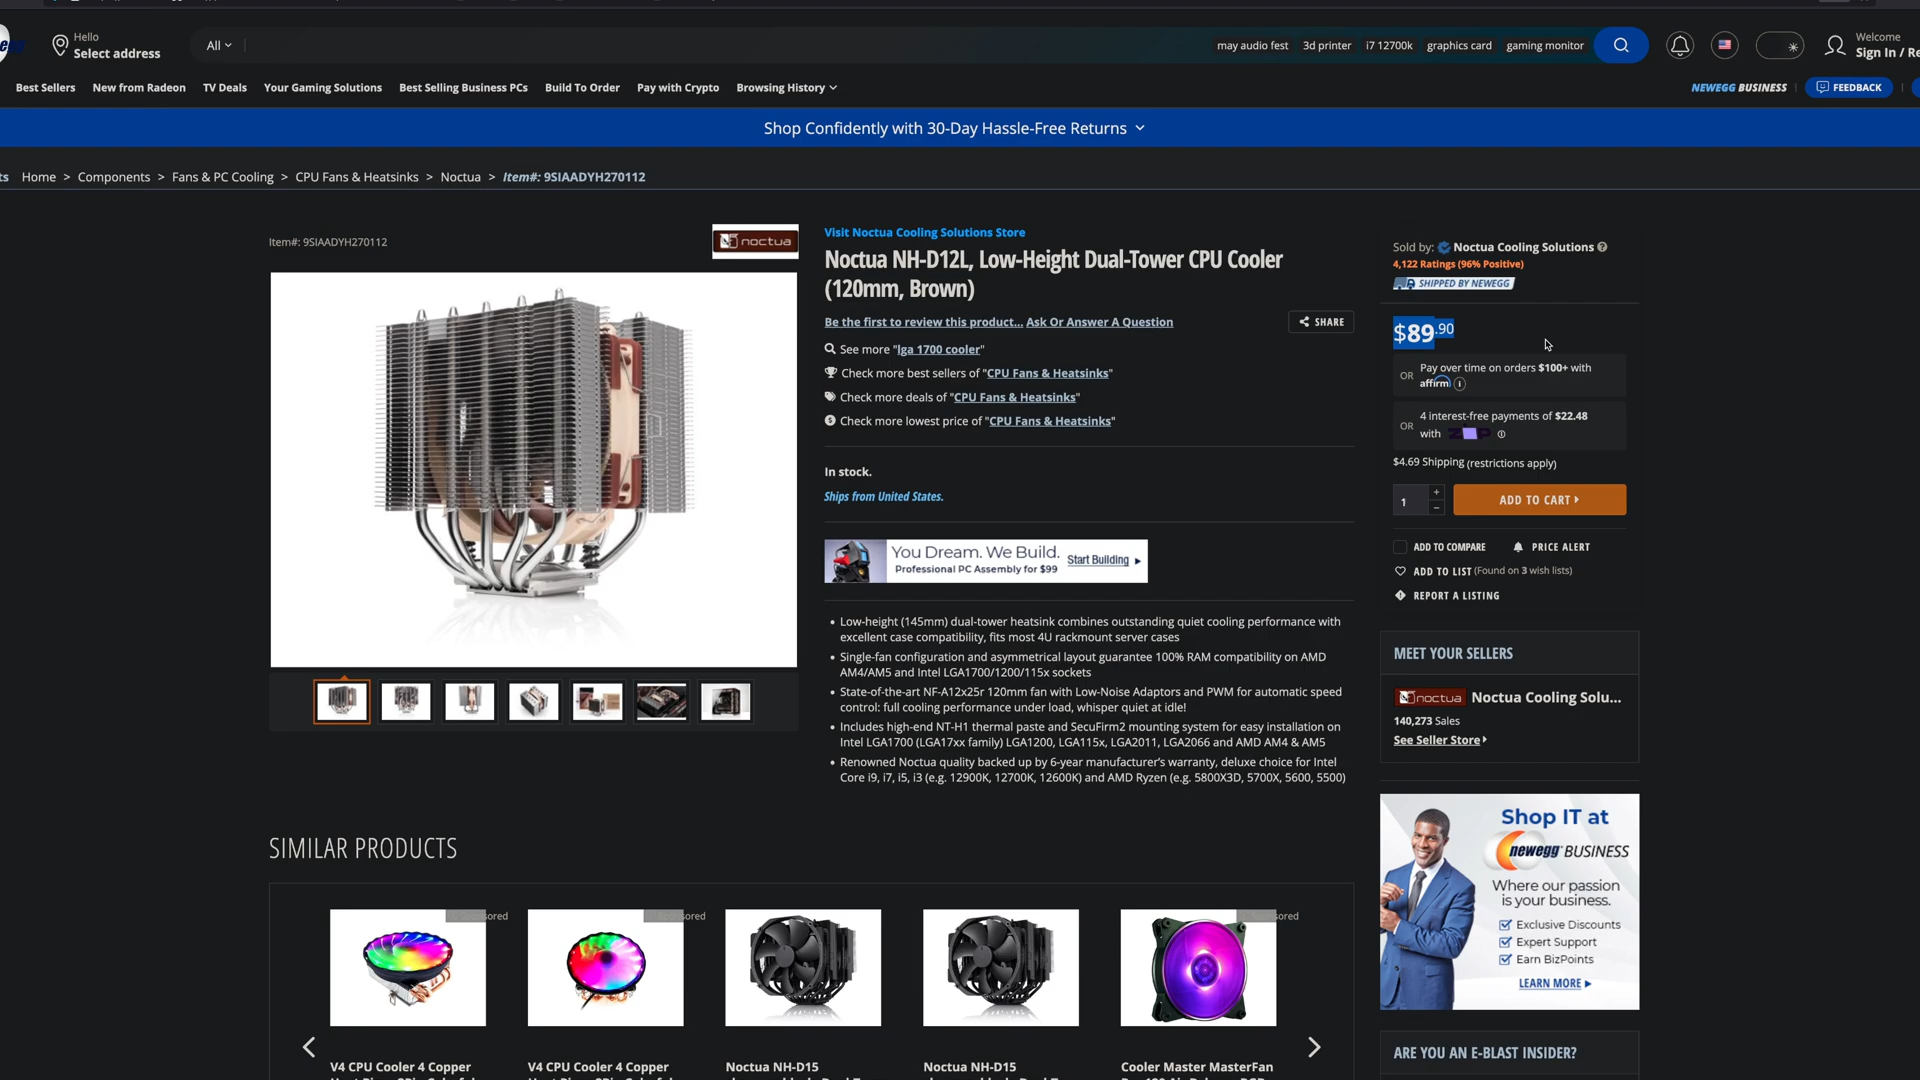 Hello
Select address
All
may audio fest
3d printer
i7 12700k
graphics card
gaming monitor
Welcome
Sign In / Re
Best Sellers
New from Radeon
TV Deals
Your Gaming Solutions
Best Selling Business PCs
Build To Order
Pay with Crypto
Browsing History
NEWEGG BUSINESS
FEEDBACK
Shop Confidently with 30-Day Hassle-Free Returns
ts Home > Components > Fans & PC Cooling > CPU Fans & Heatsinks > Noctua > Item#: 9SIAADYH270112
Item#: 9SIAADYH270112
noctua
Visit Noctua Cooling Solutions Store
Noctua NH-D12L, Low-Height Dual-Tower CPU Cooler
(120mm, Brown)
Be the first to review this product... Ask Or Answer A Question
SHARE
See more "lga 1700 cooler"
Check more best sellers of "CPU Fans & Heatsinks"
Check more deals of "CPU Fans & Heatsinks"
Check more lowest price of "CPU Fans & Heatsinks"
In stock.
Ships from United States.
You Dream. We Build.
Professional PC Assembly for $99
Start Building
• Low-height (145mm) dual-tower heatsink combines outstanding quiet cooling performance with
excellent case compatibility, fits most 4U rackmount server cases
• Single-fan configuration and asymmetrical layout guarantee 100% RAM compatibility on AMD
AM4/AM5 and Intel LGA1700/1200/115x sockets
• State-of-the-art NF-A12x25r 120mm fan with Low-Noise Adaptors and PWM for automatic speed
control: full cooling performance under load, whisper quiet at idle!
• Includes high-end NT-H1 thermal paste and SecuFirm2 mounting system for easy installation on
Intel LGA1700 (LGA17xx family) LGA1200, LGA115x, LGA2011, LGA2066 and AMD AM4 & AM5
• Renowned Noctua quality backed up by 6-year manufacturer's warranty, deluxe choice for Intel
Core i9, i7, i5, i3 (e.g. 12900K, 12700K, 12600K) and AMD Ryzen (e.g. 5800X3D, 5700X, 5600, 5500)
Sold by: Noctua Cooling Solutions
4,122 Ratings (96% Positive)
SHIPPED BY NEWEGG
$89.90
OR
Pay over time on orders $100+ with
affirm
OR
4 interest-free payments of $22.48
with ZIP
$4.69 Shipping (restrictions apply)
1
+
−
ADD TO CART
ADD TO COMPARE
PRICE ALERT
ADD TO LIST (Found on 3 wish lists)
REPORT A LISTING
MEET YOUR SELLERS
noctua
Noctua Cooling Solu...
140,273 Sales
See Seller Store
Shop IT at
newegg BUSINESS
Where our passion
is your business.
Exclusive Discounts
Expert Support
Earn BizPoints
LEARN MORE
ARE YOU AN E-BLAST INSIDER?
SIMILAR PRODUCTS
V4 CPU Cooler 4 Copper
V4 CPU Cooler 4 Copper
Noctua NH-D15
Noctua NH-D15
Cooler Master MasterFan